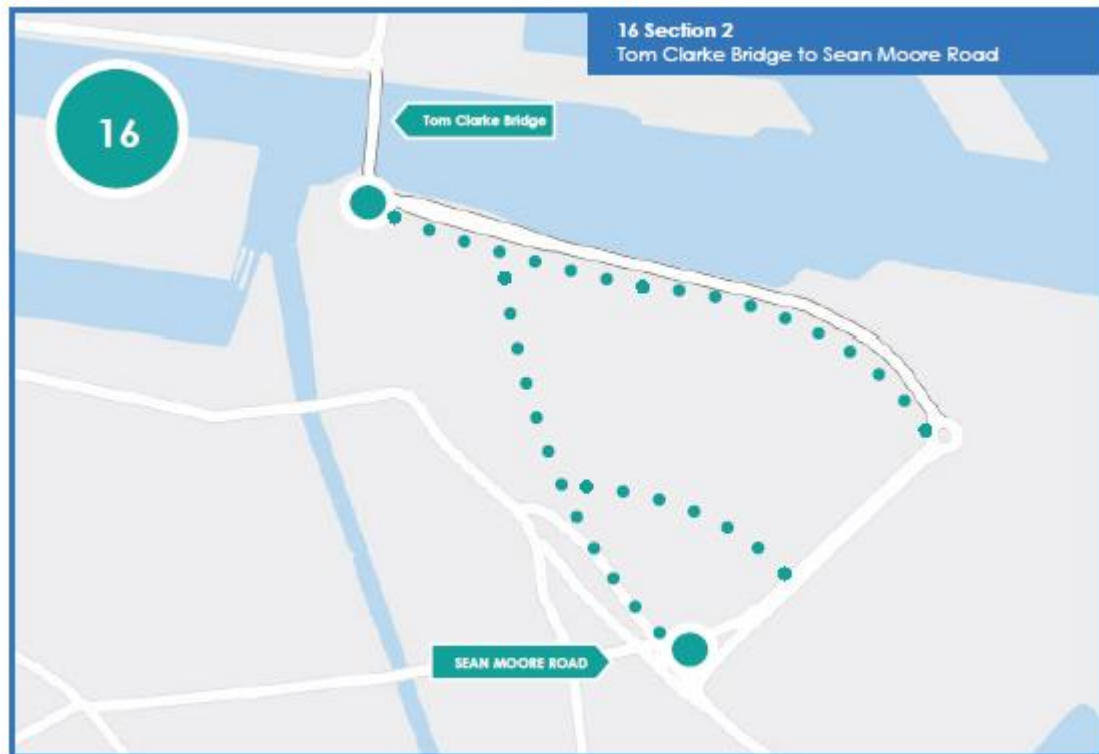 16 Section 2
Tom Clarke Bridge to Sean Moore Road
16
Tom Clarke Bridge
SEAN MOORE ROAD